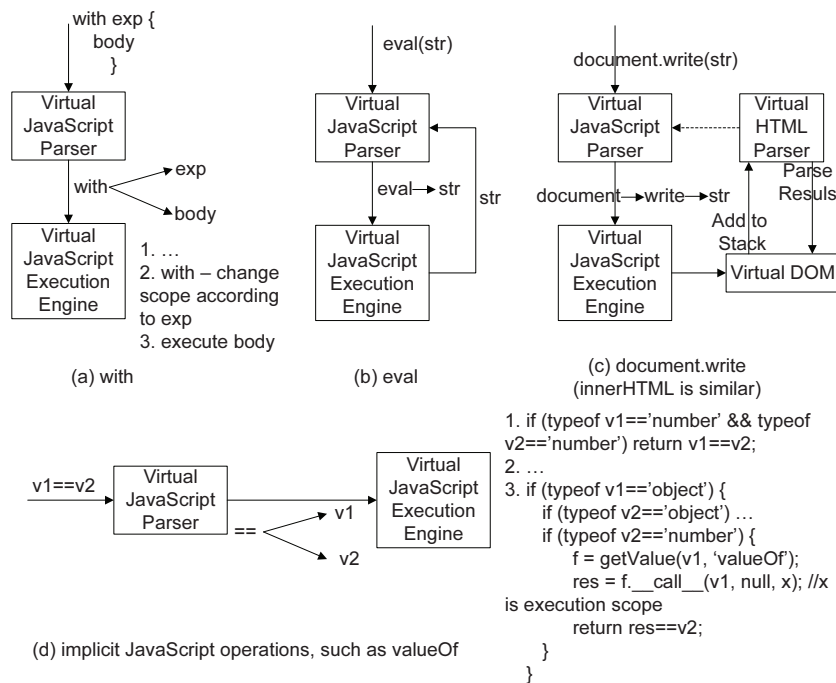 with exp {
body
}
Virtual
JavaScript
Parser
with
exp
body
Virtual
JavaScript
Execution
Engine
1. …
2. with – change
scope according
to exp
3. execute body
(a) with
eval(str)
Virtual
JavaScript
Parser
eval
str
str
Virtual
JavaScript
Execution
Engine
(b) eval
document.write(str)
Virtual
JavaScript
Parser
Virtual
HTML
Parser
document
write
str
Parse
Resuls
Add to
Stack
Virtual
JavaScript
Execution
Engine
Virtual DOM
(c) document.write
(innerHTML is similar)
v1==v2
Virtual
JavaScript
Parser
==
v1
v2
Virtual
JavaScript
Execution
Engine
1. if (typeof v1==’number’ && typeof
v2==’number’) return v1==v2;
2. …
3. if (typeof v1==’object’) {
if (typeof v2==’object’) …
if (typeof v2==’number’) {
f = getValue(v1, ‘valueOf’);
res = f.__call__(v1, null, x); //x
is execution scope
return res==v2;
}
}
(d) implicit JavaScript operations, such as valueOf